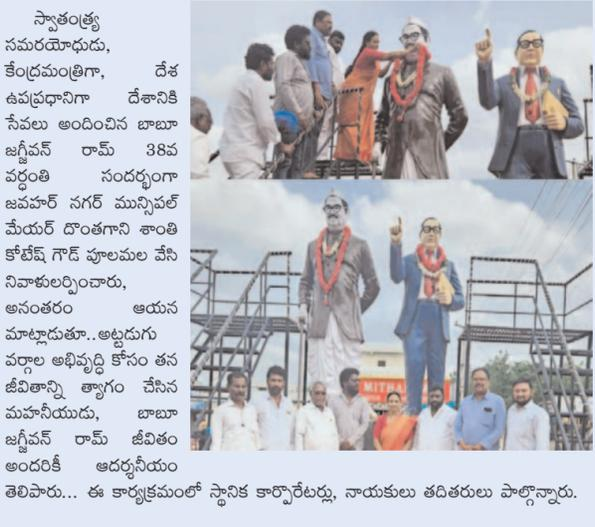 స్వాతంత్ర్య
సమరయోధుడు,
కేంద్రమంత్రిగా, దేశ
ఉపప్రధానిగా దేశానికి
సేవలు అందించిన బాబూ
జగ్జీవన్ రామ్ 38వ
వర్ధంతి సందర్భంగా
జవహర్ నగర్ మున్సిపల్
మేయర్ దొంతగాని శాంతి
కోటేష్ గౌడ్ పూలమల వేసి
నివాళులర్పించారు,
అనంతరం ఆయన
మాట్లాడుతూ..అట్టడుగు
వర్గాల అభివృద్ధి కోసం తన
జీవితాన్ని త్యాగం చేసిన
మహనీయుడు, బాబూ
జగ్జీవన్ రామ్ జీవితం
అందరికీ ఆదర్శనీయం
తెలిపారు... ఈ కార్యక్రమంలో స్థానిక కార్పొరేటర్లు, నాయకులు తదితరులు పాల్గొన్నారు.
MITHA